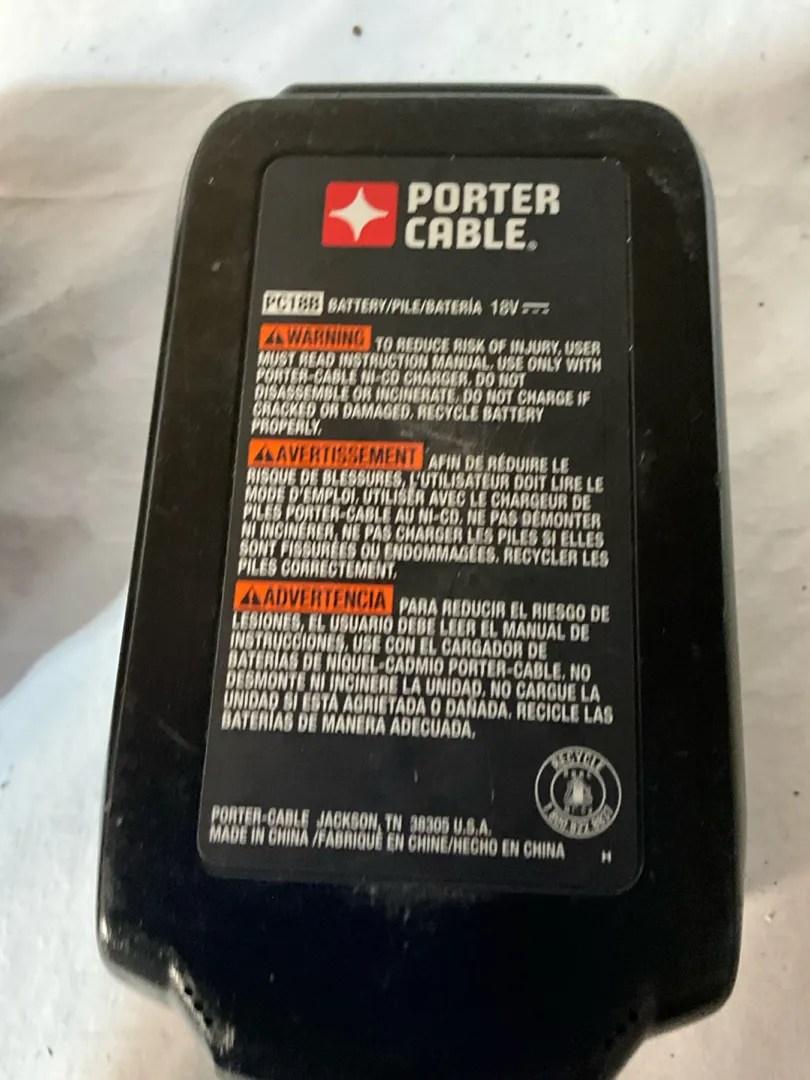 PORTER
CABLE®
PC18B BATTERY/PILE/BATERÍA 18V
WARNING TO REDUCE RISK OF INJURY, USER
MUST READ INSTRUCTION MANUAL. USE ONLY WITH
PORTER-CABLE NI-CD CHARGER. DO NOT
DISASSEMBLE OR INCINERATE. DO NOT CHARGE IF
CRACKED OR DAMAGED. RECYCLE BATTERY
PROPERLY.
AVERTISSEMENT AFIN DE RÉDUIRE LE
RISQUE DE BLESSURES, L'UTILISATEUR DOIT LIRE LE
MODE D'EMPLOI. UTILISER AVEC LE CHARGEUR DE
PILES PORTER-CABLE AU NI-CD. NE PAS DÉMONTER
NI INCINÉRER. NE PAS CHARGER LES PILES SI ELLES
SONT FISSURÉES OU ENDOMMAGÉES. RECYCLER LES
PILES CORRECTEMENT.
ADVERTENCIA PARA REDUCIR EL RIESGO DE
LESIONES, EL USUARIO DEBE LEER EL MANUAL DE
INSTRUCCIONES. USE CON EL CARGADOR DE
BATERÍAS DE NÍQUEL-CADMIO PORTER-CABLE. NO
DESMONTE NI INCINERE LA UNIDAD. NO CARGUE LA
UNIDAD SI ESTÁ AGRIETADA O DAÑADA. RECICLE LAS
BATERÍAS DE MANERA ADECUADA.
RECYCLE
PORTER-CABLE JACKSON, TN 38305 U.S.A.
MADE IN CHINA /FABRIQUÉ EN CHINE/HECHO EN CHINA H